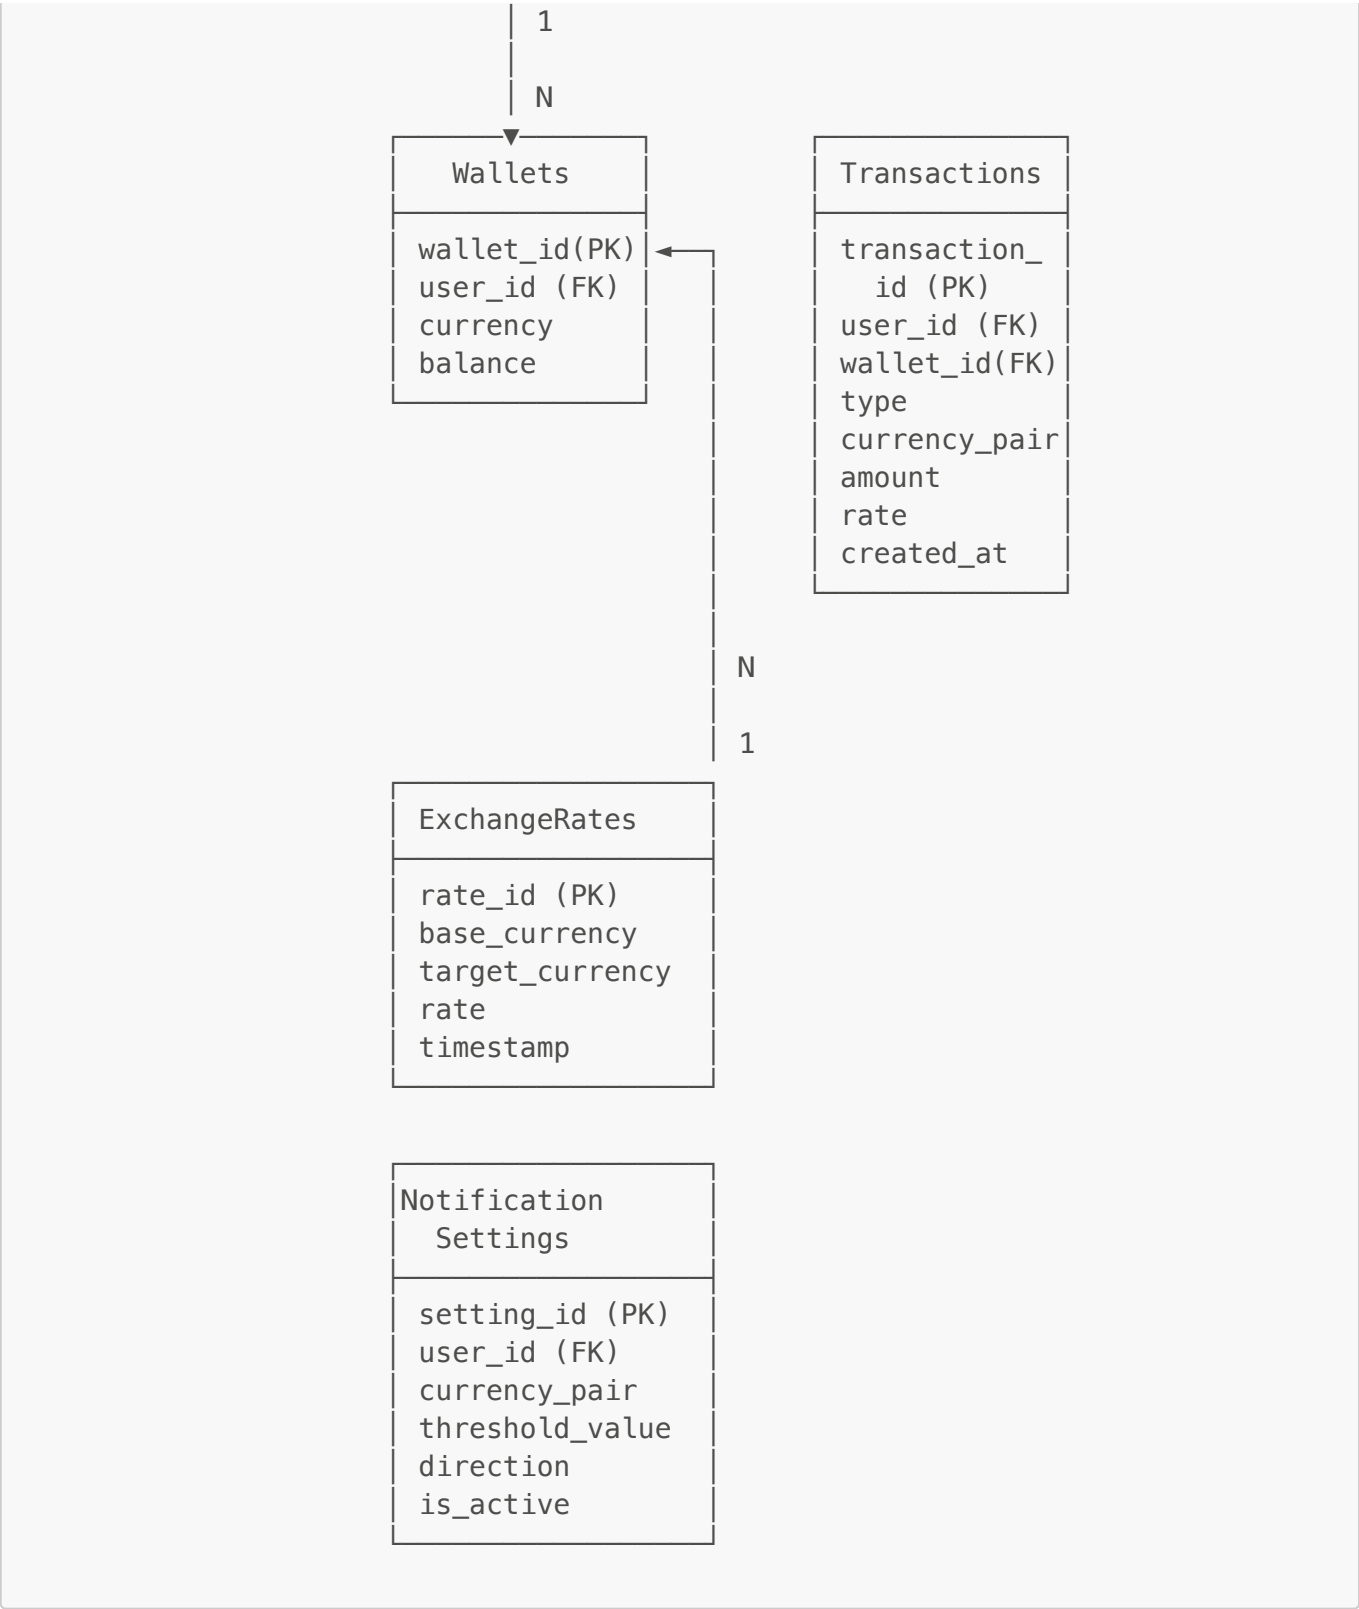 1
N
Wallets
wallet_id(PK)
user_id (FK)
currency
balance
Transactions
transaction_
id (PK)
user_id (FK)
wallet_id(FK)
type
currency_pair
amount
rate
created_at
N
1
ExchangeRates
rate_id (PK)
base_currency
target_currency
rate
timestamp
Notification
Settings
setting_id (PK)
user_id (FK)
currency_pair
threshold_value
direction
is_active